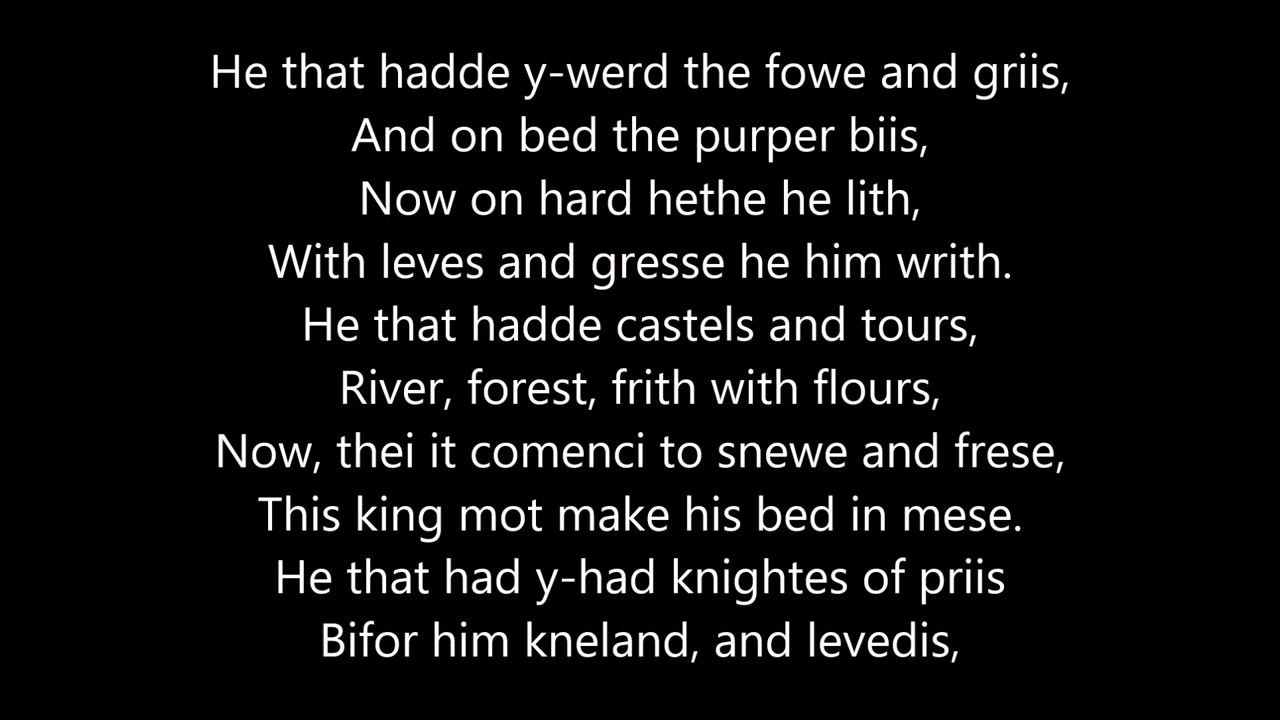 He that hadde y-werd the fowe and griis,
And on bed the purper biis,
Now on hard hethe he lith,
With leves and gresse he him writh.
He that hadde castels and tours,
River, forest, frith with flours,
Now, thei it comenci to snewe and frese,
This king mot make his bed in mese.
He that had y-had knightes of priis
Bifor him kneland, and levedis,